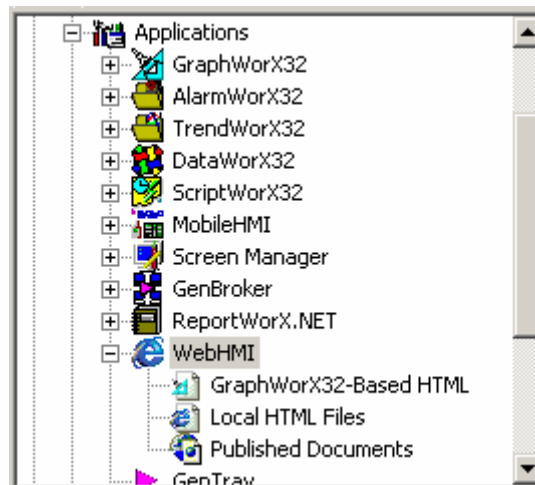 Applications
GraphWorX32
AlarmWorX32
TrendWorX32
DataWorX32
ScriptWorX32
MobileHMI
Screen Manager
GenBroker
ReportWorX.NET
WebHMI
GraphWorX32-Based HTML
Local HTML Files
Published Documents
GenTray